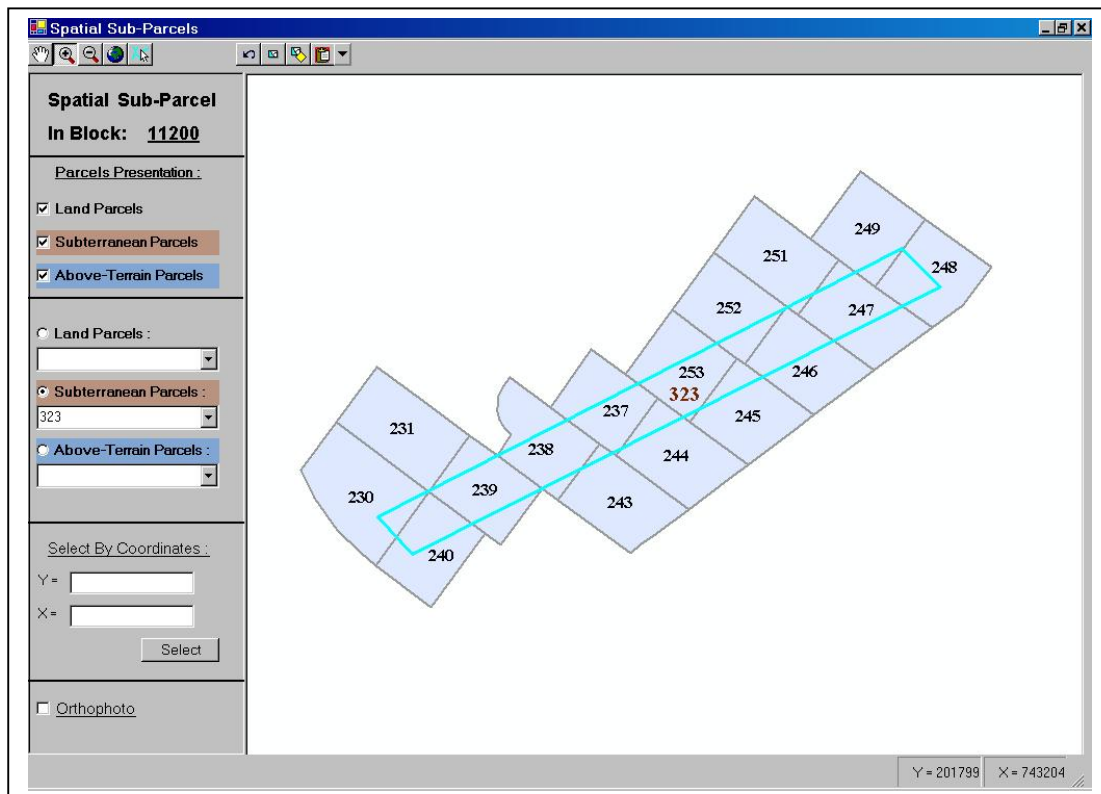 Spatial Sub-Parcels
Spatial Sub-Parcel
In Block: 11200
Parcels Presentation :
Land Parcels
Subterranean Parcels
Above-Terrain Parcels
Land Parcels :
Subterranean Parcels :
323
Above-Terrain Parcels :
Select By Coordinates :
Y =
X =
Select
Orthophoto
249
248
251
247
252
246
253
323
245
237
244
238
243
231
239
230
240
Y = 201799 X = 743204